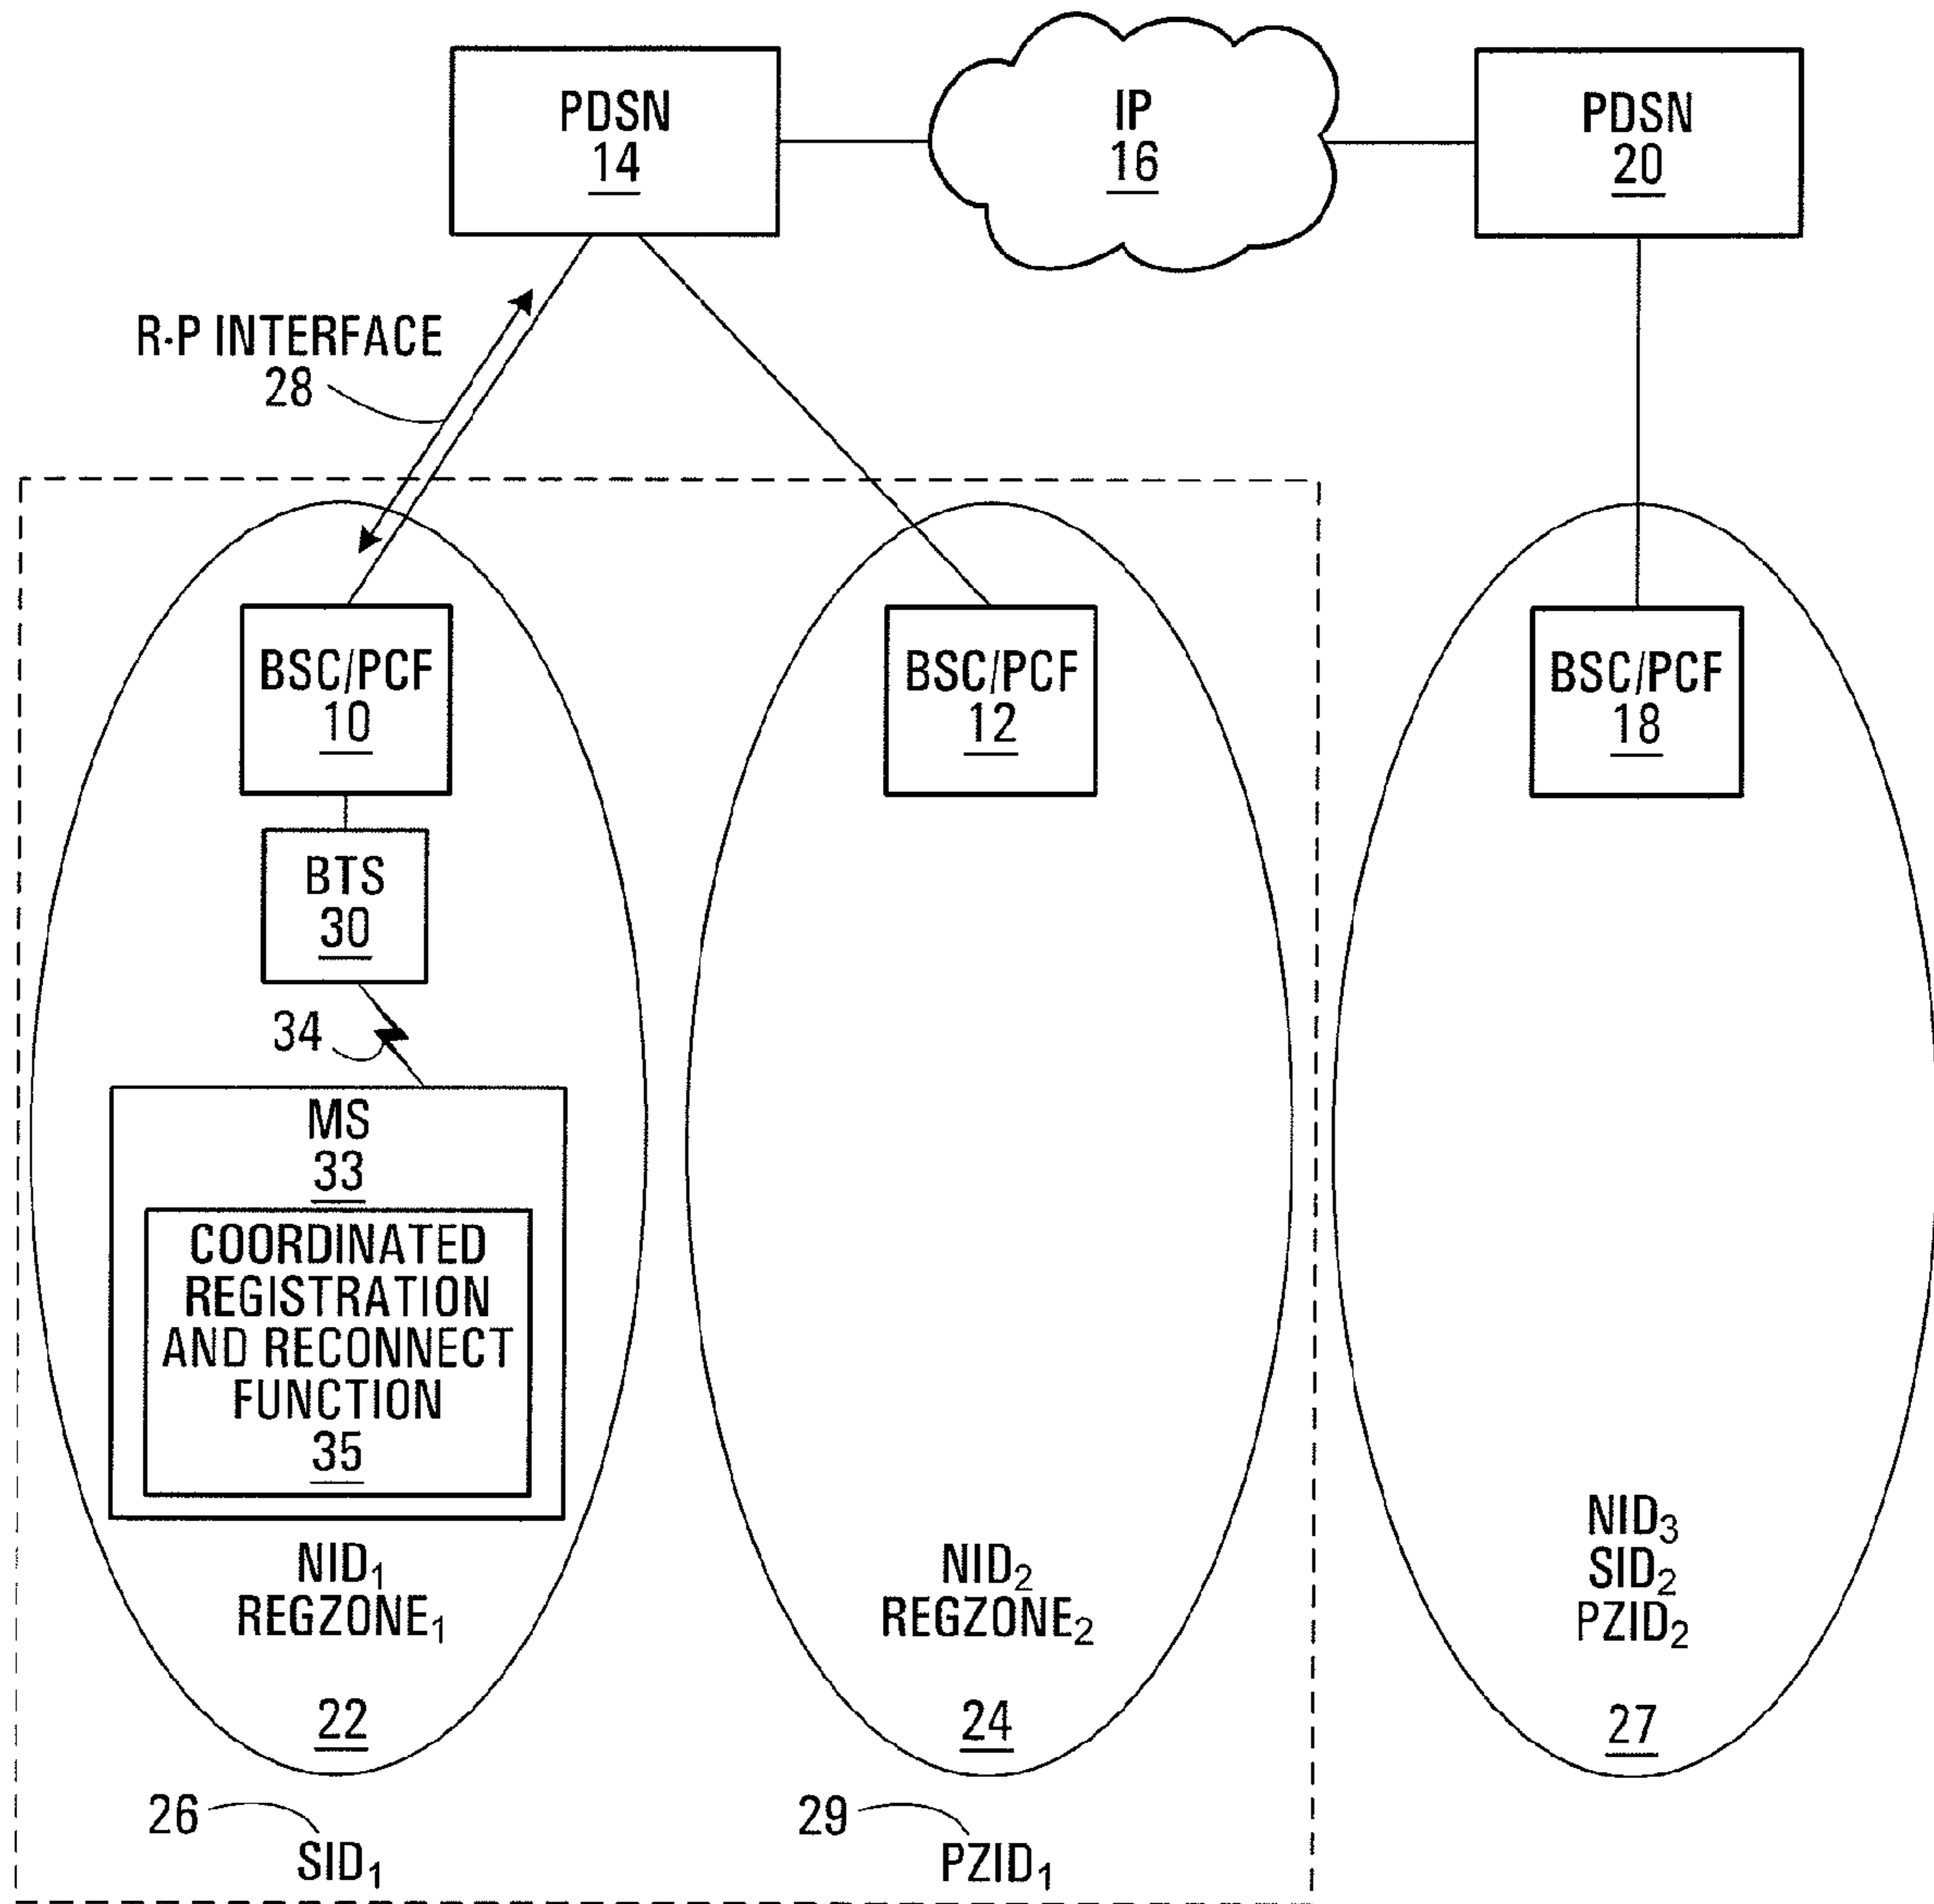 PDSN
14
IP
16
PDSN
20
R-P INTERFACE
28
BSC/PCF
10
BSC/PCF
12
BSC/PCF
18
BTS
30
34
MS
33
COORDINATED
REGISTRATION
AND RECONNECT
FUNCTION
35
NID₁
REGZONE₁
22
NID₂
REGZONE₂
24
NID₃
SID₂
PZID₂
27
26
SID₁
29
PZID₁